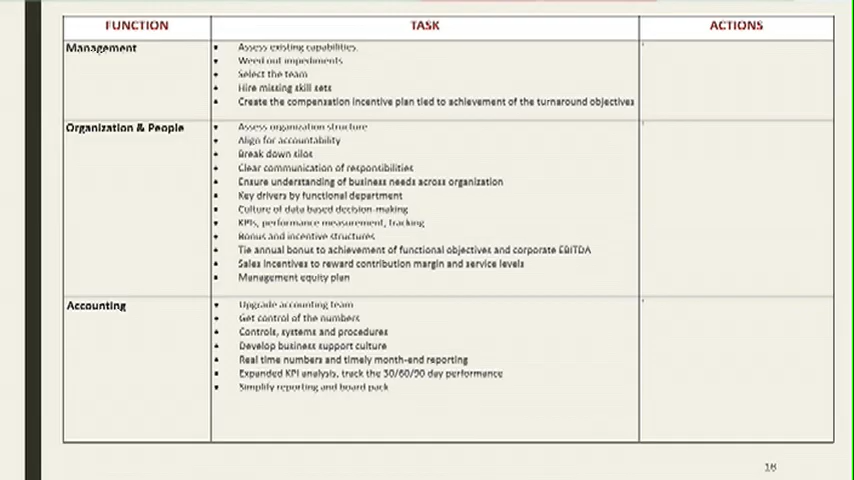 FUNCTION TASK ACTIONS
Management
• Assess existing capabilities.
• Weed out impediments
• Select the team
• Hire missing skill sets
• Create the compensation incentive plan tied to achievement of the turnaround objectives
Organization & People
• Assess organization structure
• Align for accountability
• Break down silos
• Clear communication of responsibilities
• Ensure understanding of business needs across organization
• Key drivers by functional department
• Culture of data based decision-making
• KPIs, performance measurement, tracking
• Bonus and incentive structures
• Tie annual bonus to achievement of functional objectives and corporate EBITDA
• Sales incentives to reward contribution margin and service levels
• Management equity plan
Accounting
• Upgrade accounting team
• Get control of the numbers
• Controls, systems and procedures
• Develop business support culture
• Real time numbers and timely month-end reporting
• Expanded KPI analysis, track the 30/60/90 day performance
• Simplify reporting and board pack
16